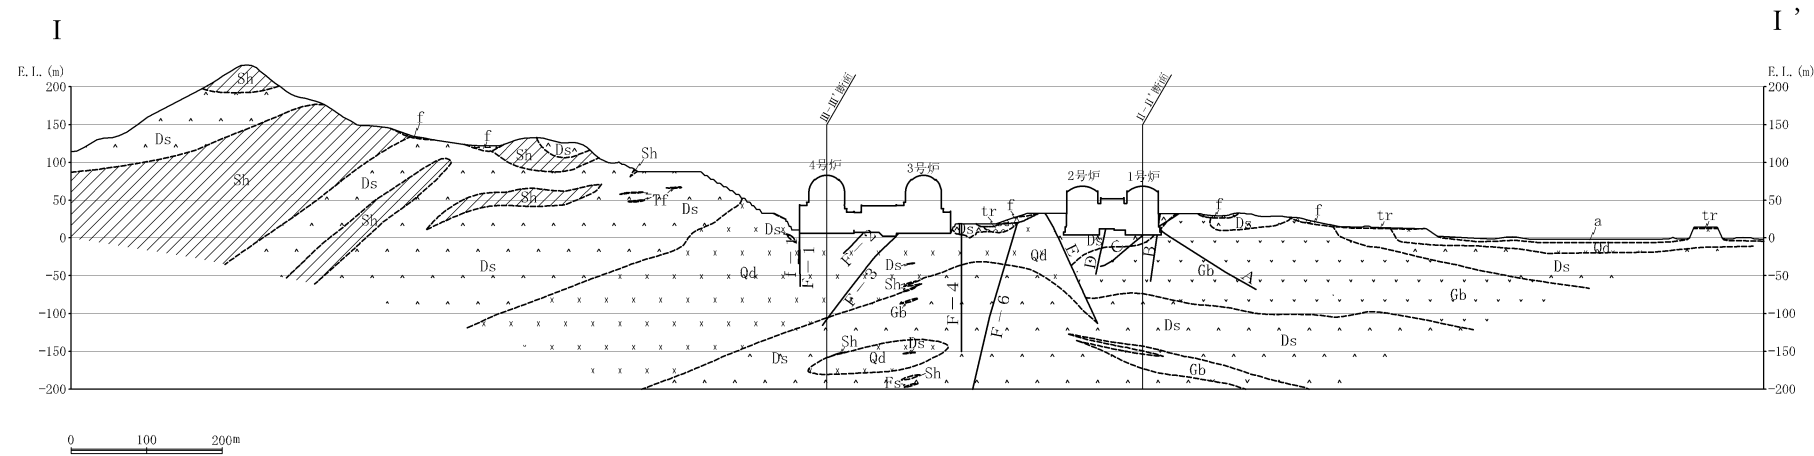 I
I'
E.L.(m)
E.L.(m)
200
150
100
50
0
-50
-100
-150
-200
200
150
100
50
0
-50
-100
-150
-200
III-III'断面
II-II'断面
4号炉
3号炉
2号炉
1号炉
Sh
Ds
Sh
f
f
Sh
Ds
Sh
Ds
Sh
Sh
Tf
Ds
Ds
Ds
Qd
F-1
F-2
F-3
Ds
Sh
Gb
Sh
Ds
Qd
Ds
Sh
Fs
Ds
tr
f
F-4
F-6
Qd
E
Ds
D
C
B
A
Gb
f
Ds
f
tr
a
Qd
tr
Ds
Gb
Ds
Ds
Gb
0 100 200m